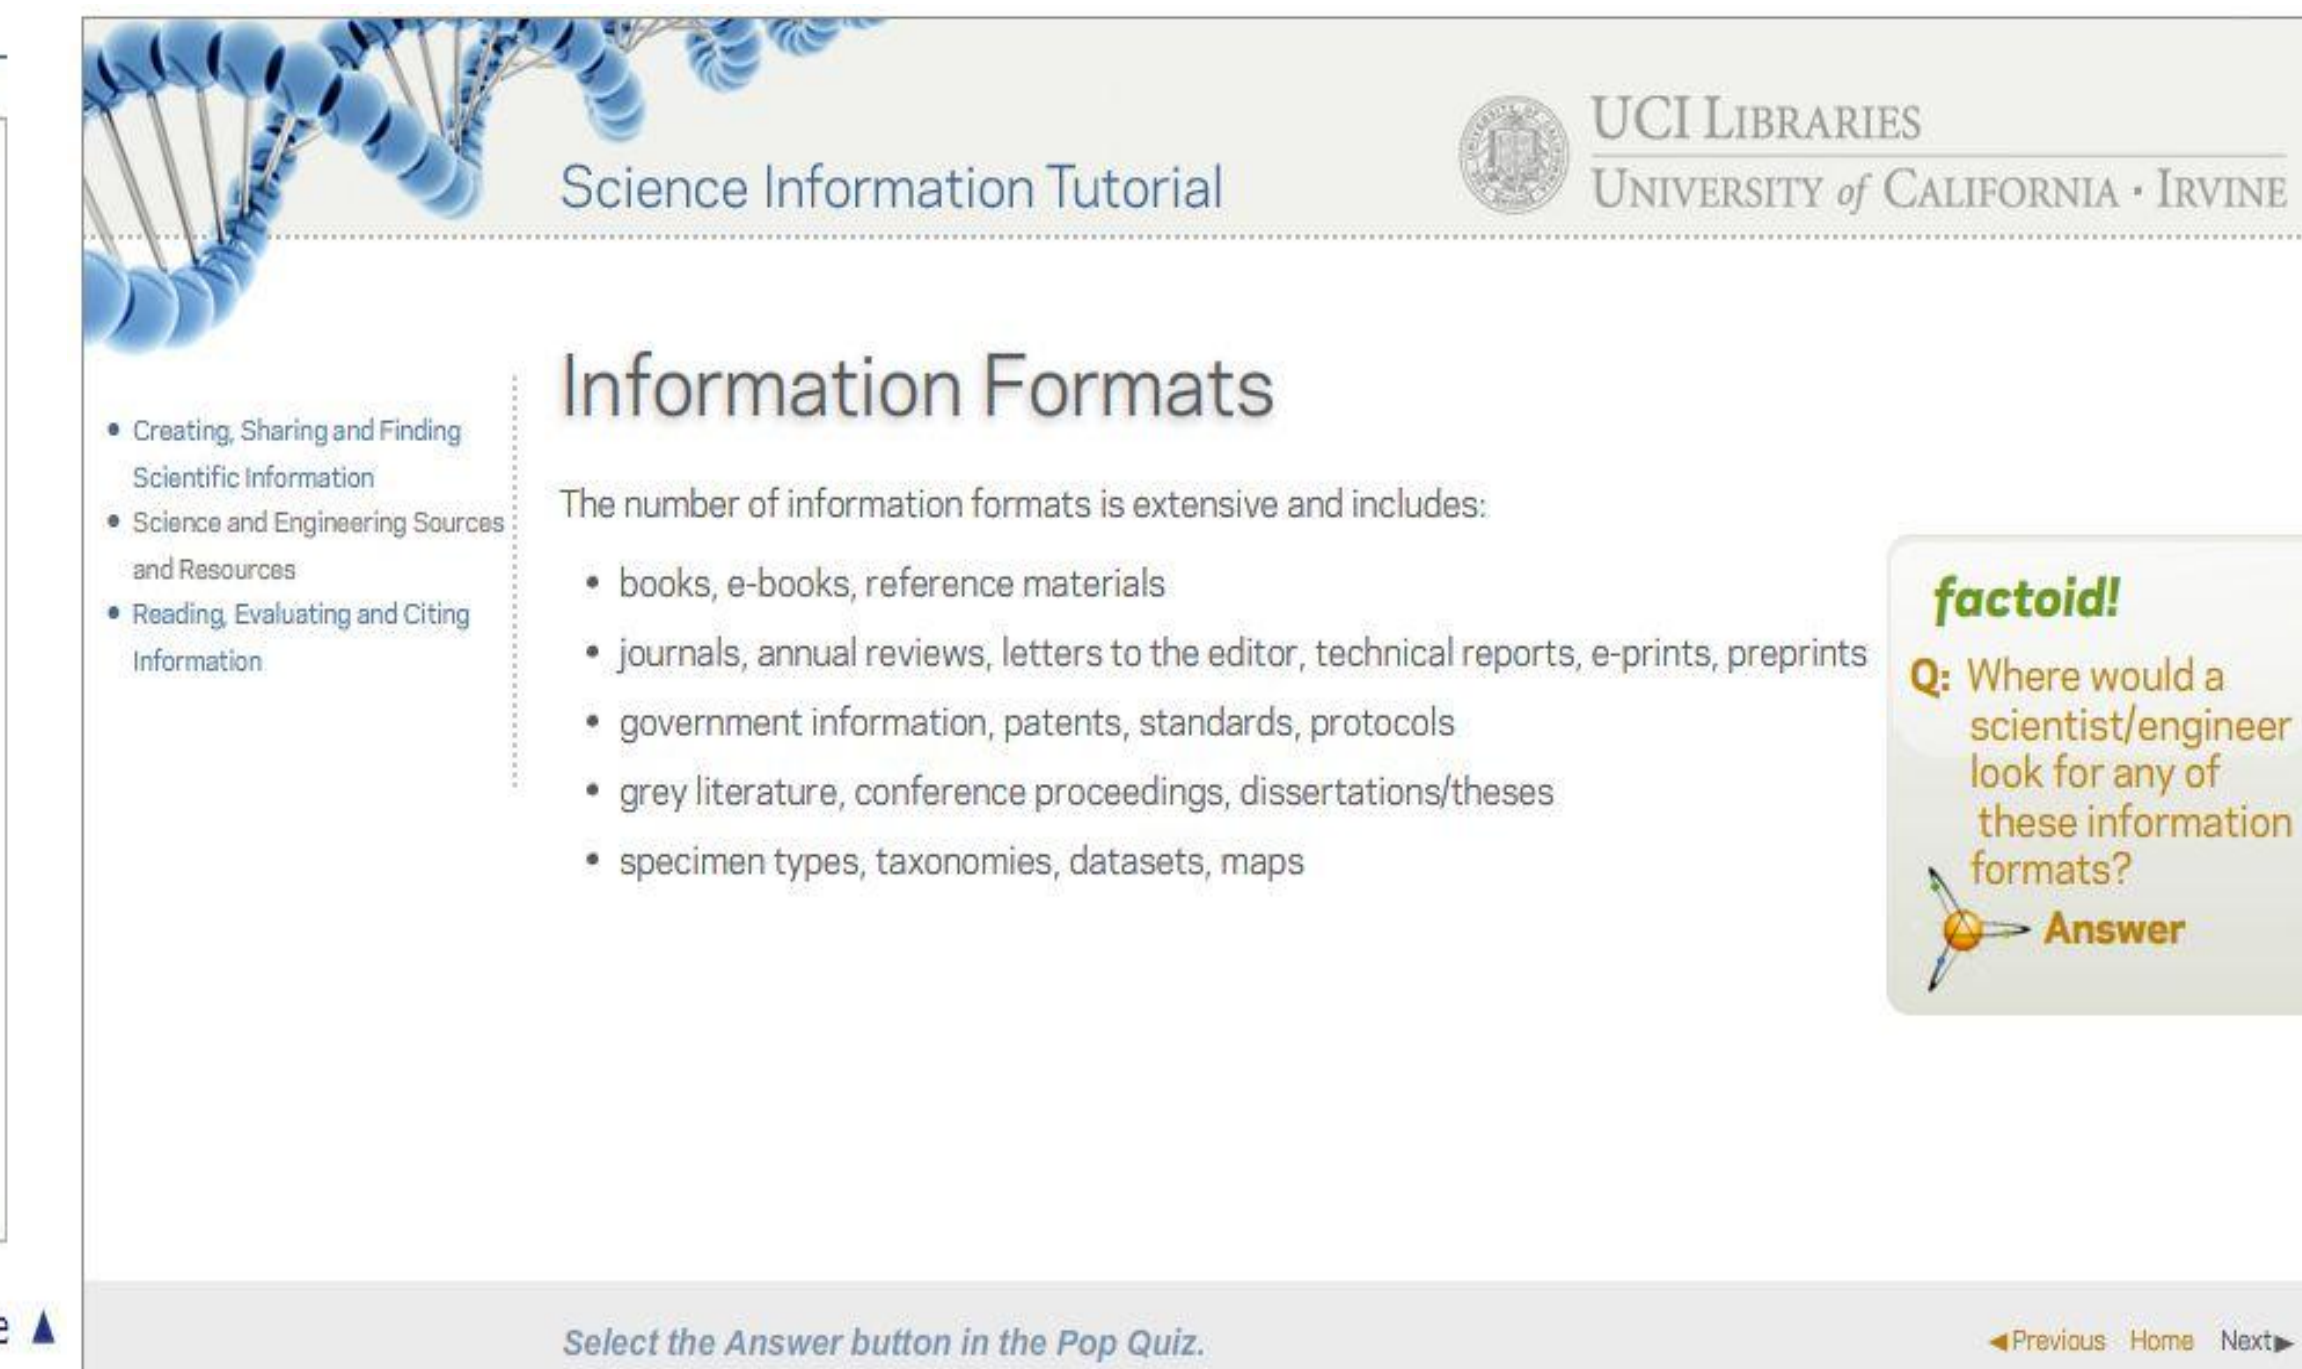 UCI LIBRARIES
UNIVERSITY of CALIFORNIA · IRVINE
Science Information Tutorial
• Creating, Sharing and Finding
Scientific Information
• Science and Engineering Sources
and Resources
• Reading, Evaluating and Citing
Information
Information Formats
The number of information formats is extensive and includes:
• books, e-books, reference materials
• journals, annual reviews, letters to the editor, technical reports, e-prints, preprints
• government information, patents, standards, protocols
• grey literature, conference proceedings, dissertations/theses
• specimen types, taxonomies, datasets, maps
factoid!
Q: Where would a
scientist/engineer
look for any of
these information
formats?
Answer
Select the Answer button in the Pop Quiz.
◀Previous Home Next▶